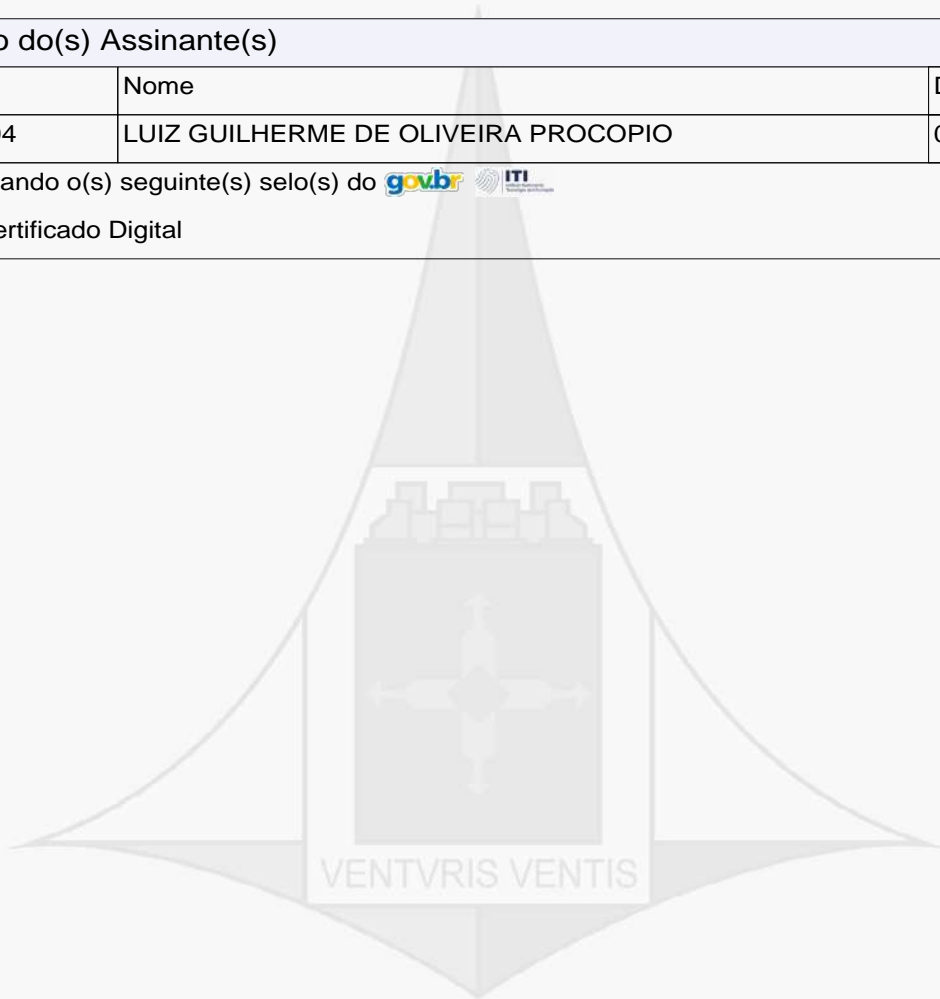 o do(s) Assinante(s)
Nome
04 LUIZ GUILHERME DE OLIVEIRA PROCOPIO
ando o(s) seguinte(s) selo(s) do gov.br ITI
ertificado Digital
VENTVRIS VENTIS